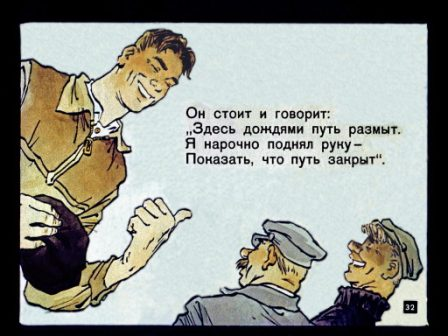 Он стоит и говорит:
„Здесь дождями путь размыт.
Я нарочно поднял руку –
Показать, что путь закрыт“.
32